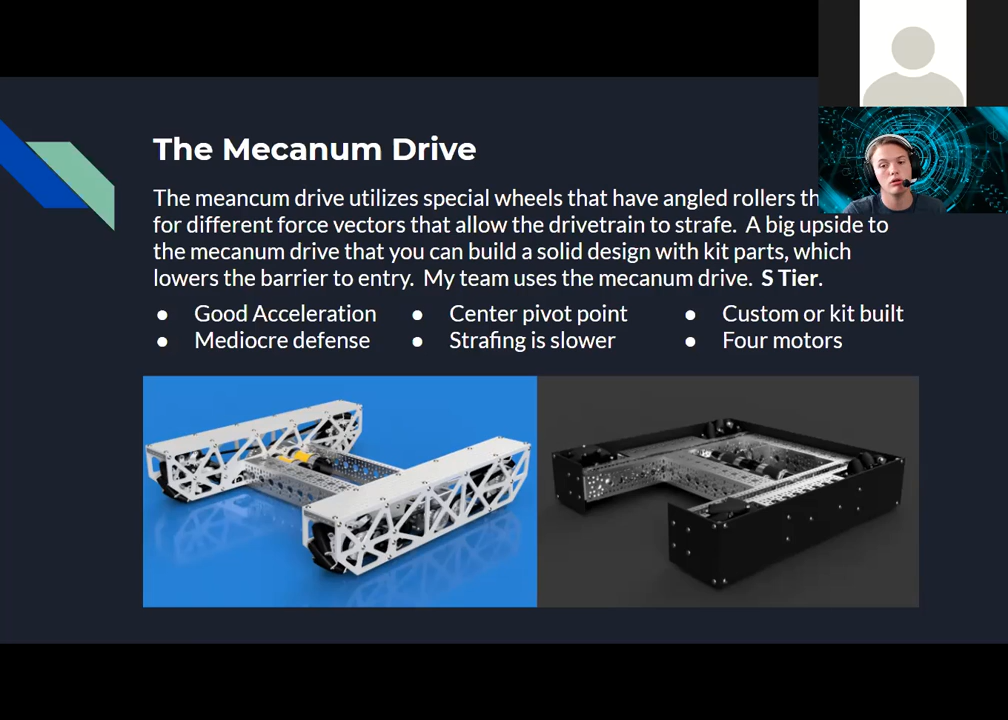 The Mecanum Drive
The meancum drive utilizes special wheels that have angled rollers
for different force vectors that allow the drivetrain to strafe. A big upside to
the mecanum drive that you can build a solid design with kit parts, which
lowers the barrier to entry. My team uses the mecanum drive. S Tier.
● Good Acceleration ● Center pivot point ● Custom or kit built
● Mediocre defense ● Strafing is slower ● Four motors